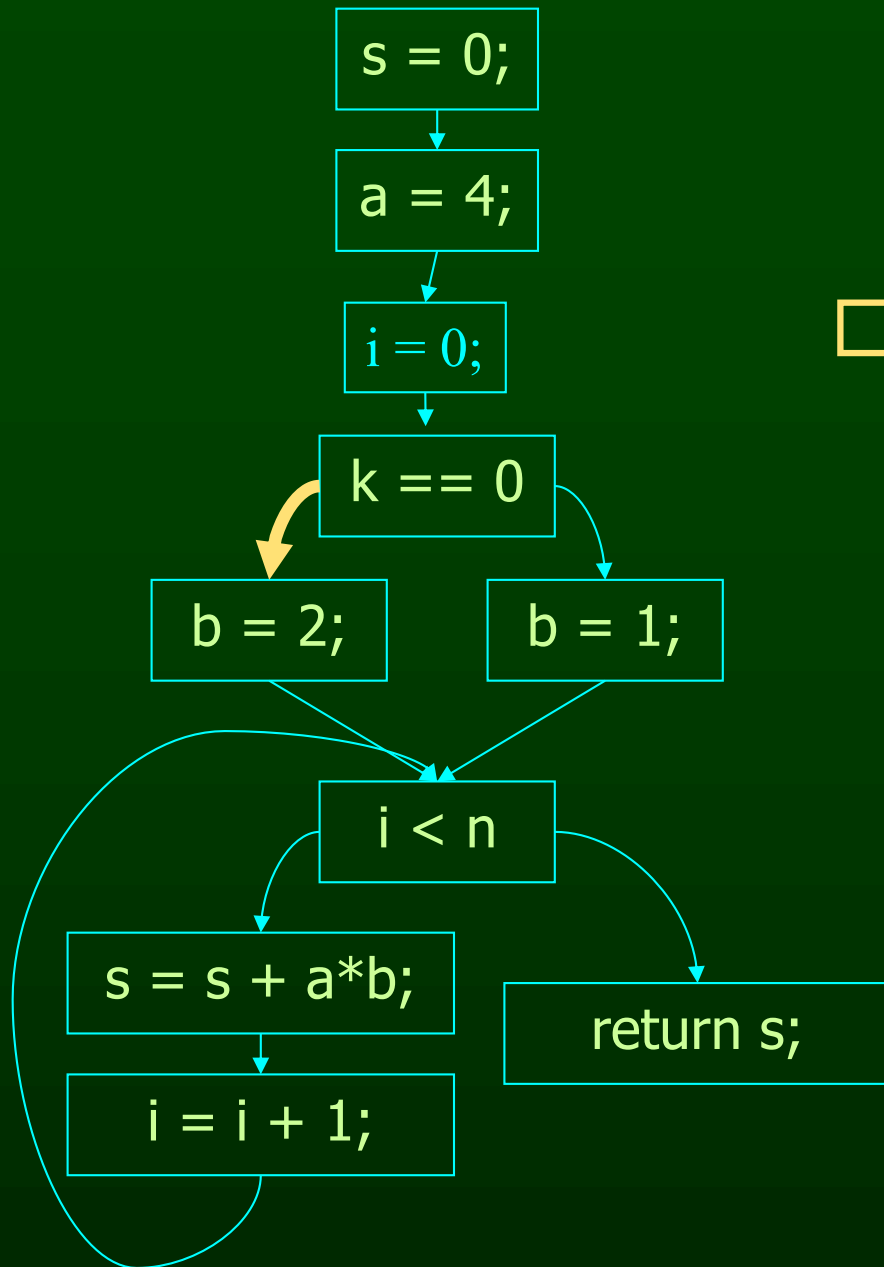 s = 0;
a = 4;
i = 0;
k == 0
b = 2;
b = 1;
i < n
s = s + a*b;
return s;
i = i + 1;